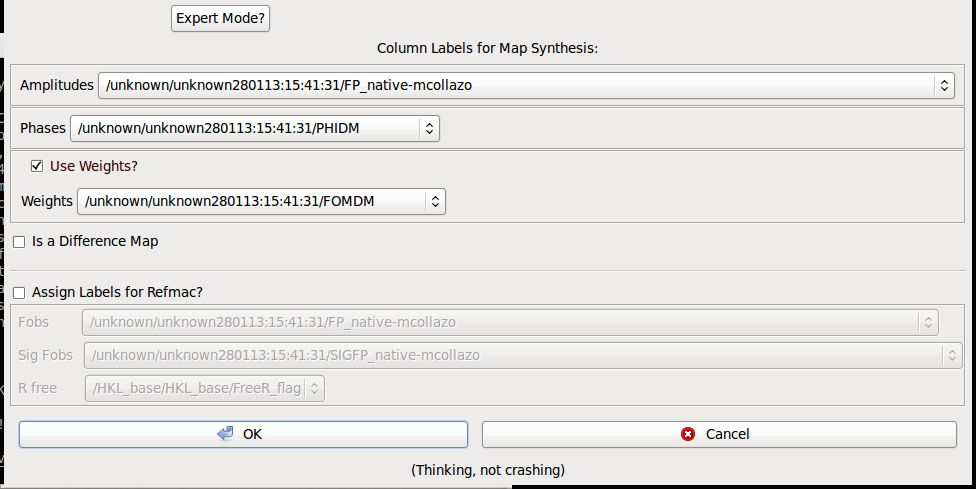 Expert Mode?
Column Labels for Map Synthesis:
Amplitudes /unknown/unknown280113:15:41:31/FP_native-mcollazo
Phases /unknown/unknown280113:15:41:31/PHIDM
Use Weights?
Weights /unknown/unknown280113:15:41:31/FOMDM
Is a Difference Map
Assign Labels for Refmac?
Fobs /unknown/unknown280113:15:41:31/FP_native-mcollazo
Sig Fobs /unknown/unknown280113:15:41:31/SIGFP_native-mcollazo
R free /HKL_base/HKL_base/FreeR_flag
OK Cancel
(Thinking, not crashing)